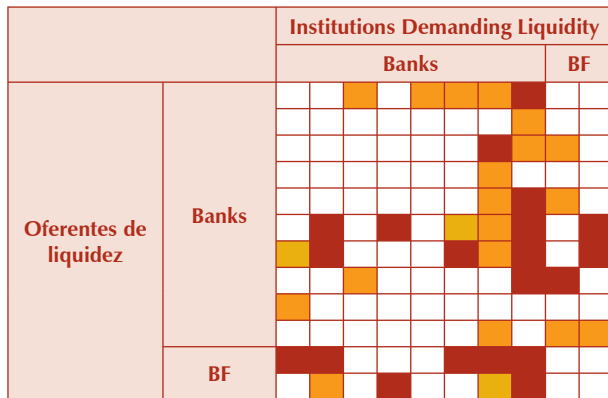 Institutions Demanding Liquidity
Banks
BF
Oferentes de
liquidez
Banks
BF